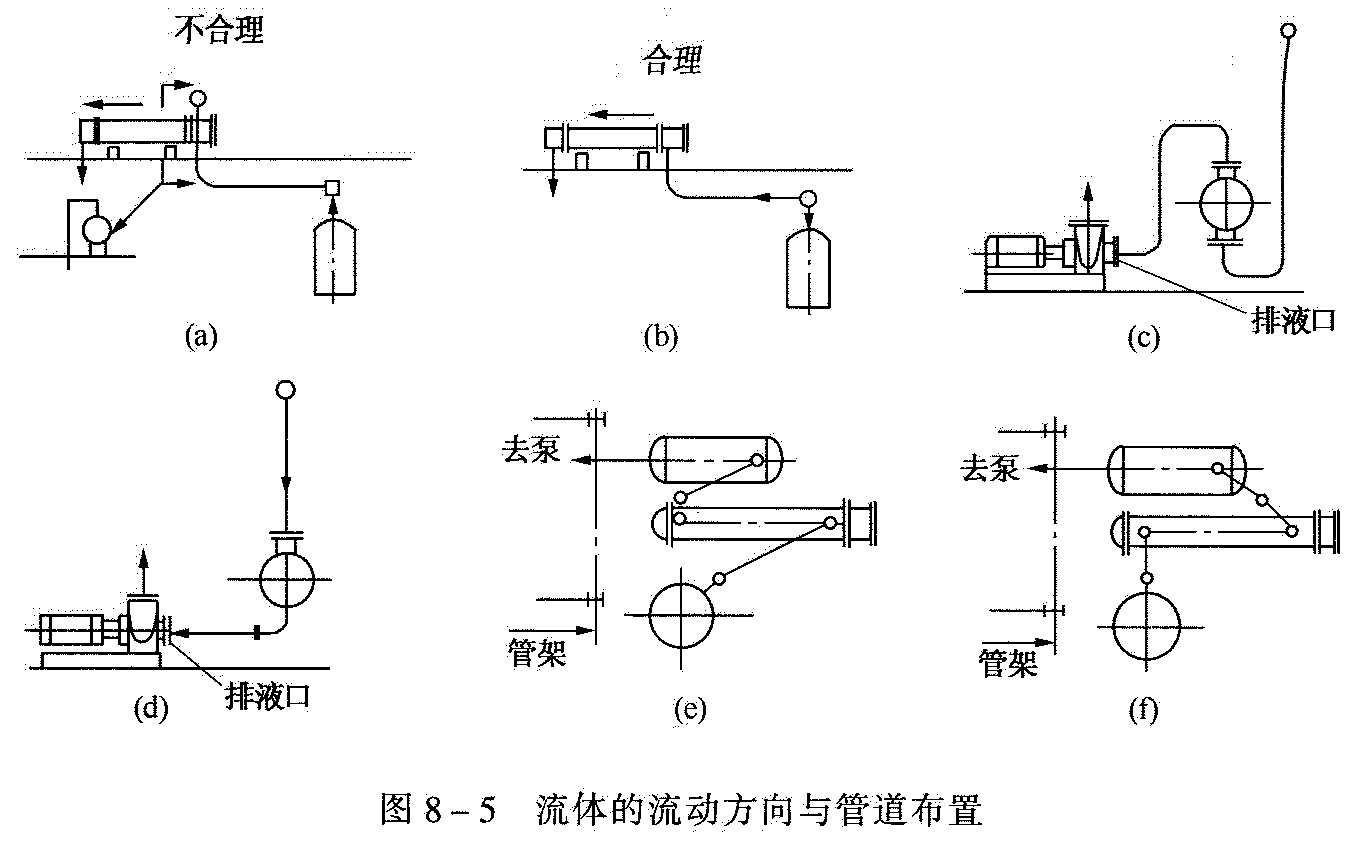 不合理
合理
(a)
(b)
排液口
(c)
去泵
去泵
管架
管架
排液口
(d)
(e)
(f)
图 8-5 流体的流动方向与管道布置